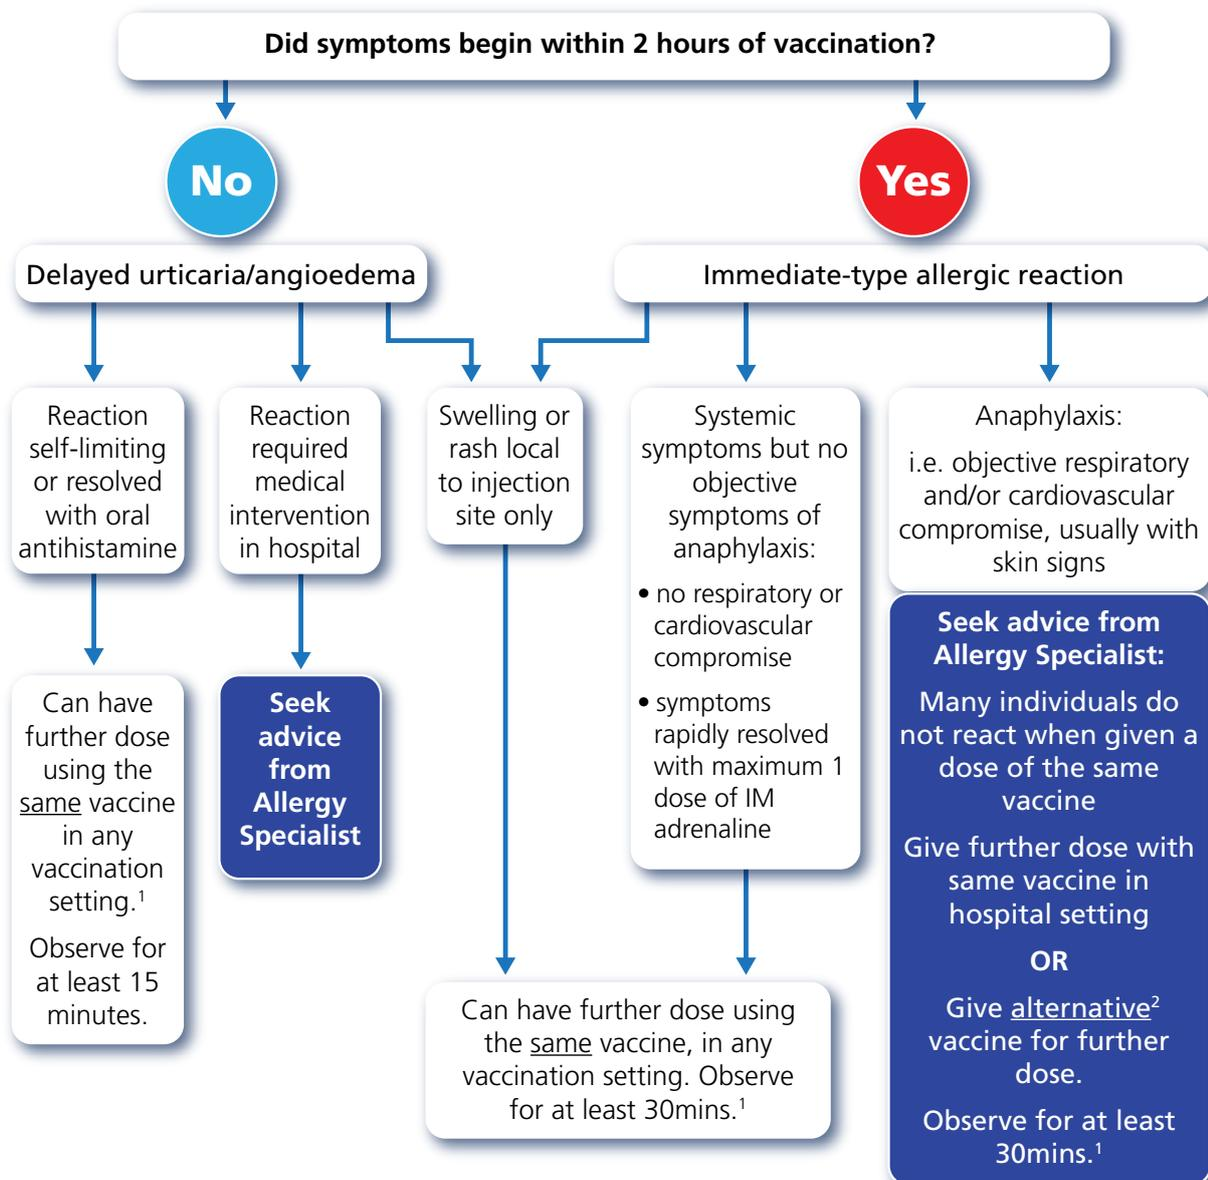 Did symptoms begin within 2 hours of vaccination?
No
Yes
Delayed urticaria/angioedema
Immediate-type allergic reaction
Reaction
self-limiting
or resolved
with oral
antihistamine
Reaction
required
medical
intervention
in hospital
Swelling or
rash local
to injection
site only
Systemic
symptoms but no
objective
symptoms of
anaphylaxis:
• no respiratory or
cardiovascular
compromise
• symptoms
rapidly resolved
with maximum 1
dose of IM
adrenaline
Anaphylaxis:
i.e. objective respiratory
and/or cardiovascular
compromise, usually with
skin signs
Can have
further dose
using the
same vaccine
in any
vaccination
setting.¹
Observe for
at least 15
minutes.
Seek
advice
from
Allergy
Specialist
Can have further dose using
the same vaccine, in any
vaccination setting. Observe
for at least 30mins.¹
Seek advice from
Allergy Specialist:
Many individuals do
not react when given a
dose of the same
vaccine
Give further dose with
same vaccine in
hospital setting
OR
Give alternative²
vaccine for further
dose.
Observe for at least
30mins.¹